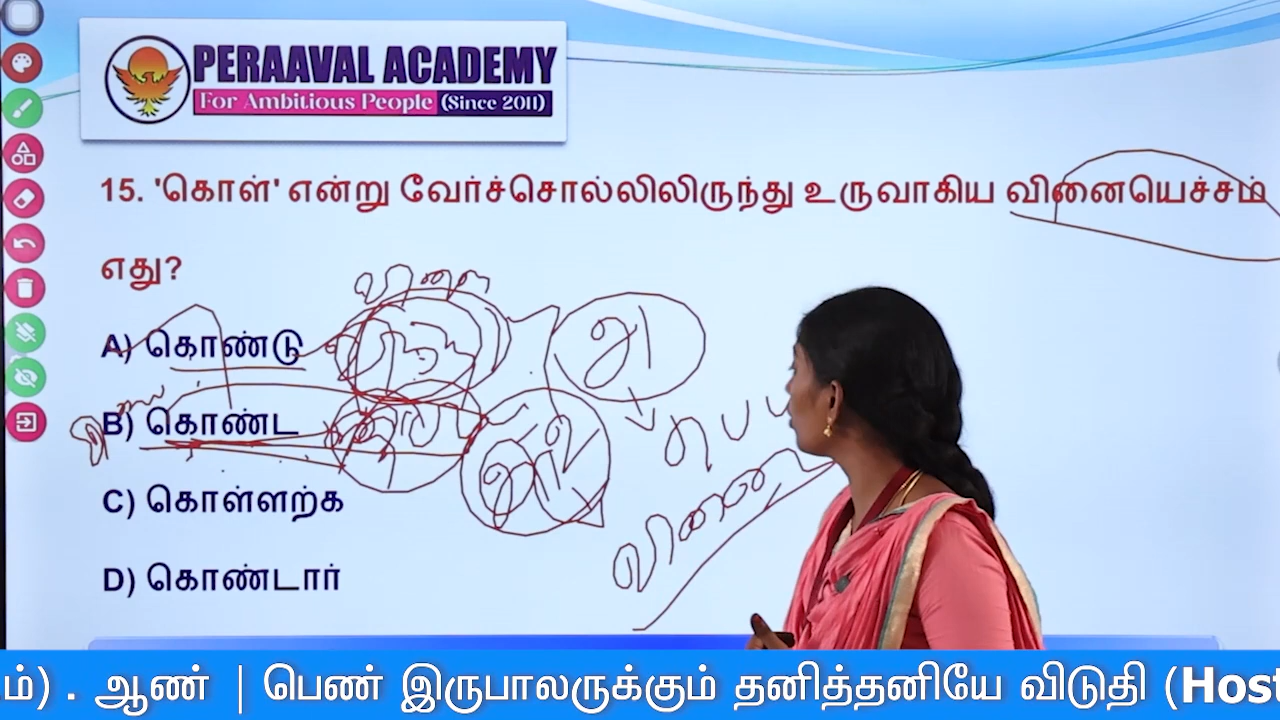 PERAAVAL ACADEMY
For Ambitious People (Since 2011)
15. 'கொள்' என்று வேர்ச்சொல்லிலிருந்து உருவாகிய வினையெச்சம்
எது?
A) கொண்டு
B) கொண்ட
C) கொள்ளற்க
D) கொண்டார்
ம்) . ஆண் | பெண் இருபாலருக்கும் தனித்தனியே விடுதி (Host